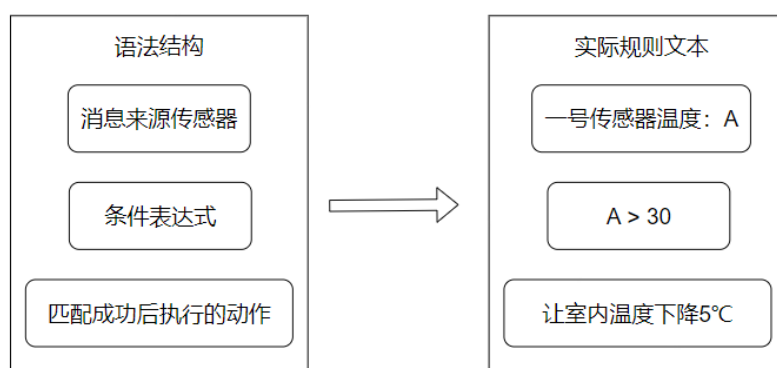 语法结构
消息来源传感器
条件表达式
匹配成功后执行的动作
实际规则文本
一号传感器温度：A
A > 30
让室内温度下降5℃